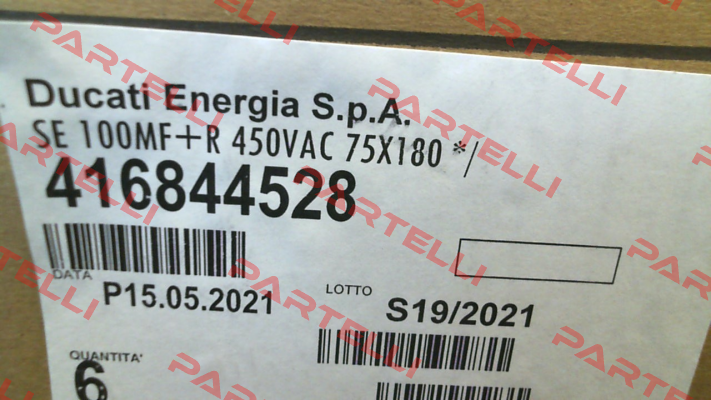 Ducati Energia S.p.A.
SE 100MF+R 450VAC 75X180 */
416844528
DATA
P15.05.2021
LOTTO
S19/2021
QUANTITA'
6
PARTELLI